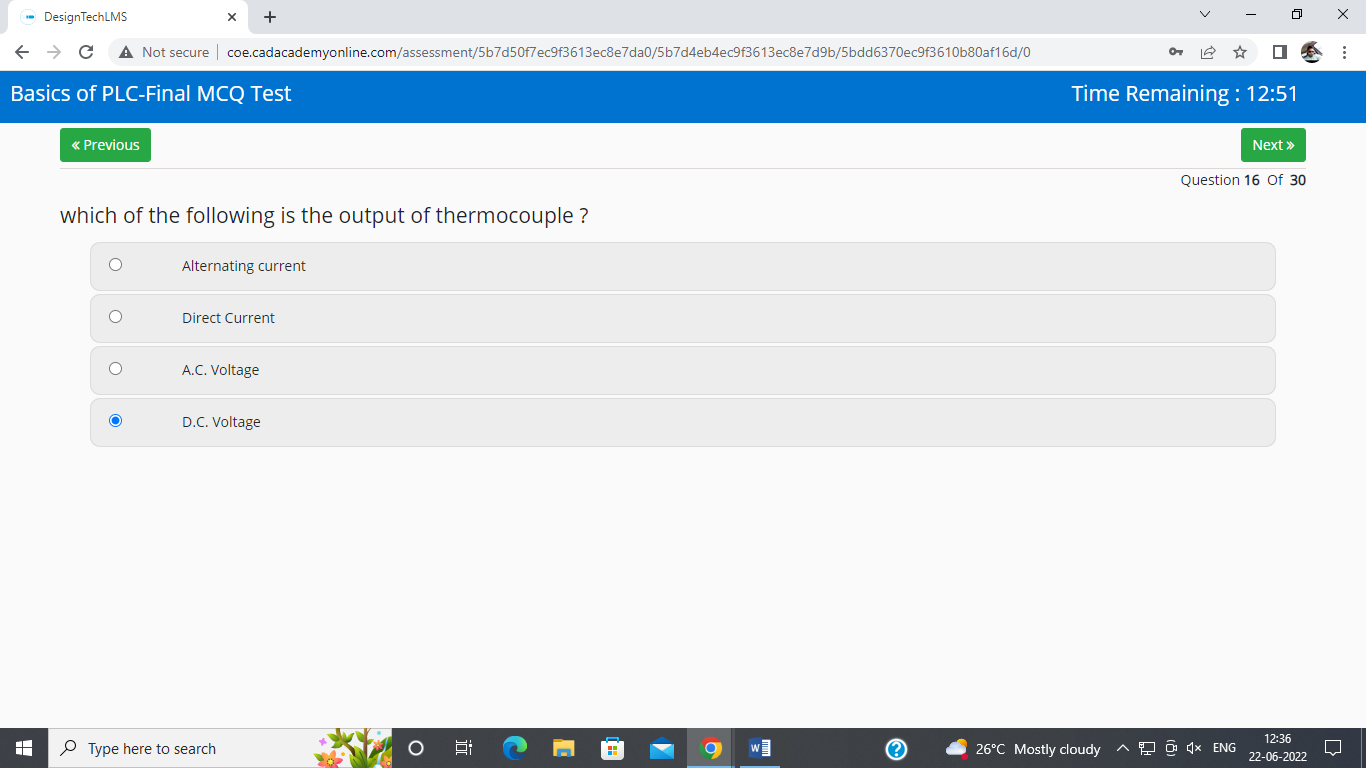 DesignTechLMS
Not secure
coe.cadacademyonline.com/assessment/5b7d50f7ec9f3613ec8e7da0/5b7d4eb4ec9f3613ec8e7d9b/5bdd6370ec9f3610b80af16d/0
Basics of PLC-Final MCQ Test
Time Remaining : 12:51
« Previous
Next »
Question 16 Of 30
which of the following is the output of thermocouple ?
Alternating current
Direct Current
A.C. Voltage
D.C. Voltage
Type here to search
26°C Mostly cloudy
ENG
12:36
22-06-2022